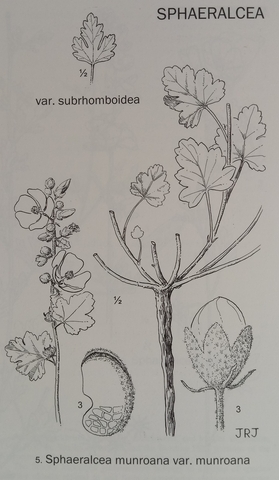 SPHAERALCEA
½
var. subrhomboidea
½
3
3
JRJ
5. Sphaeralcea munroana var. munroana